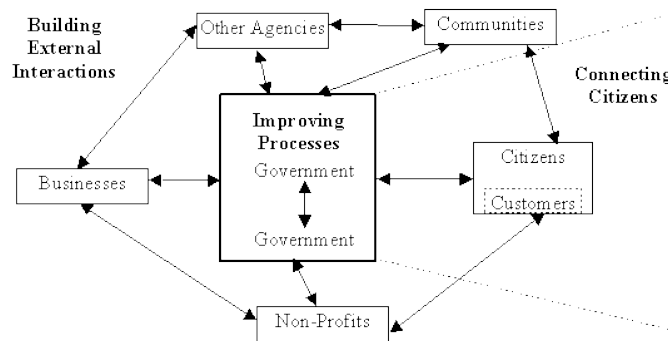 Building
External
Interactions
Other Agencies
Communities
Connecting
Citizens
Improving
Processes
Government
Government
Businesses
Citizens
Customers
Non-Profits